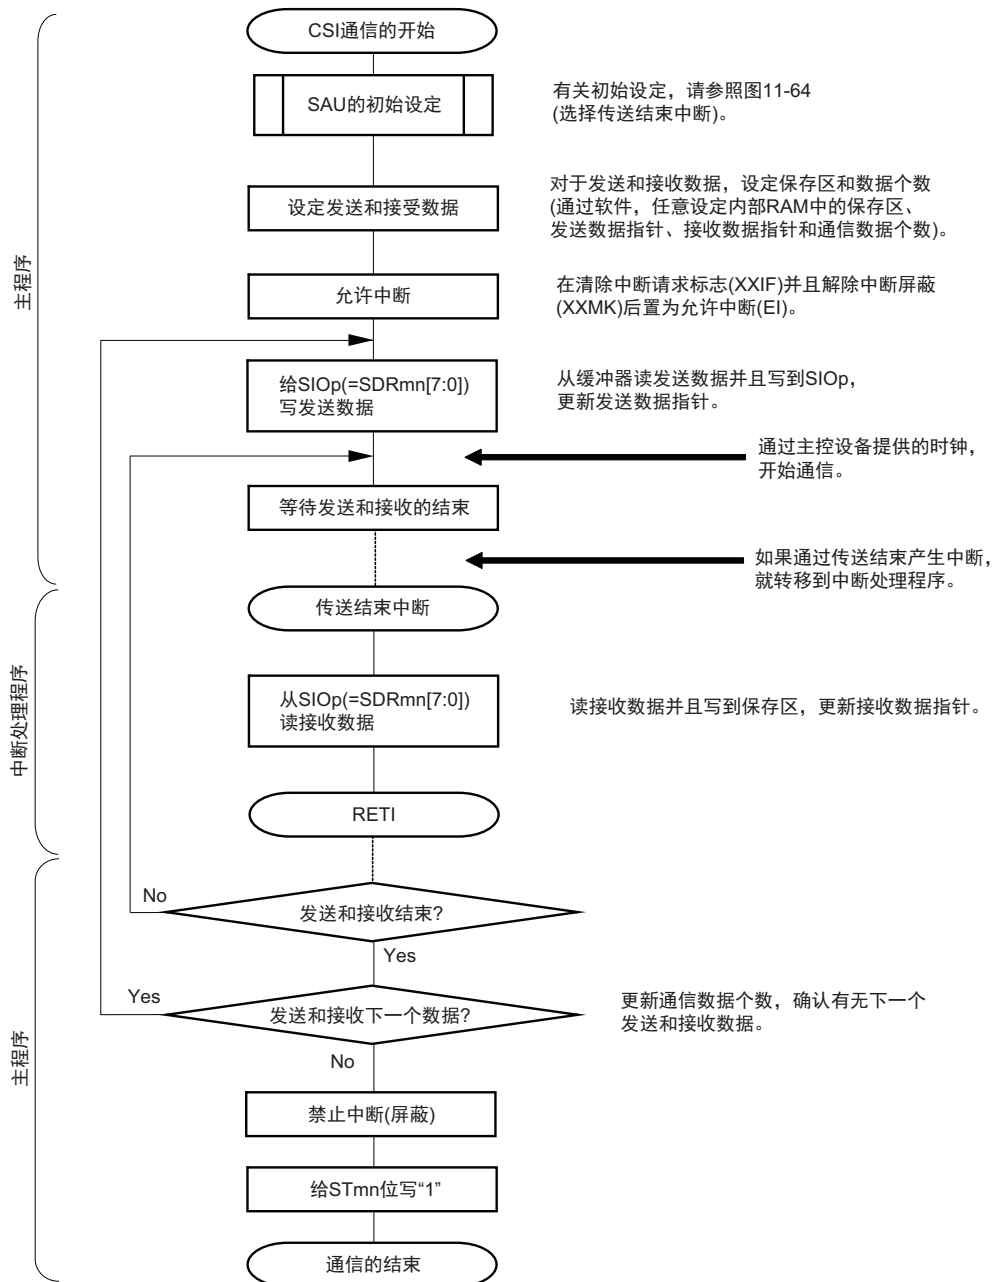 CSI通信的开始
SAU的初始设定
有关初始设定，请参照图11-64
(选择传送结束中断)。
设定发送和接受数据
对于发送和接收数据，设定保存区和数据个数
(通过软件，任意设定内部RAM中的保存区、
发送数据指针、接收数据指针和通信数据个数)。
主程序
允许中断
在清除中断请求标志(XXIF)并且解除中断屏蔽
(XXMK)后置为允许中断(EI)。
给SIOp(=SDRmn[7:0])
写发送数据
从缓冲器读发送数据并且写到SIOp，
更新发送数据指针。
通过主控设备提供的时钟，
开始通信。
等待发送和接收的结束
如果通过传送结束产生中断，
就转移到中断处理程序。
传送结束中断
中断处理程序
从SIOp(=SDRmn[7:0])
读接收数据
读接收数据并且写到保存区，更新接收数据指针。
RETI
No
发送和接收结束?
Yes
Yes
发送和接收下一个数据?
更新通信数据个数，确认有无下一个
发送和接收数据。
No
主程序
禁止中断(屏蔽)
给STmn位写“1”
通信的结束